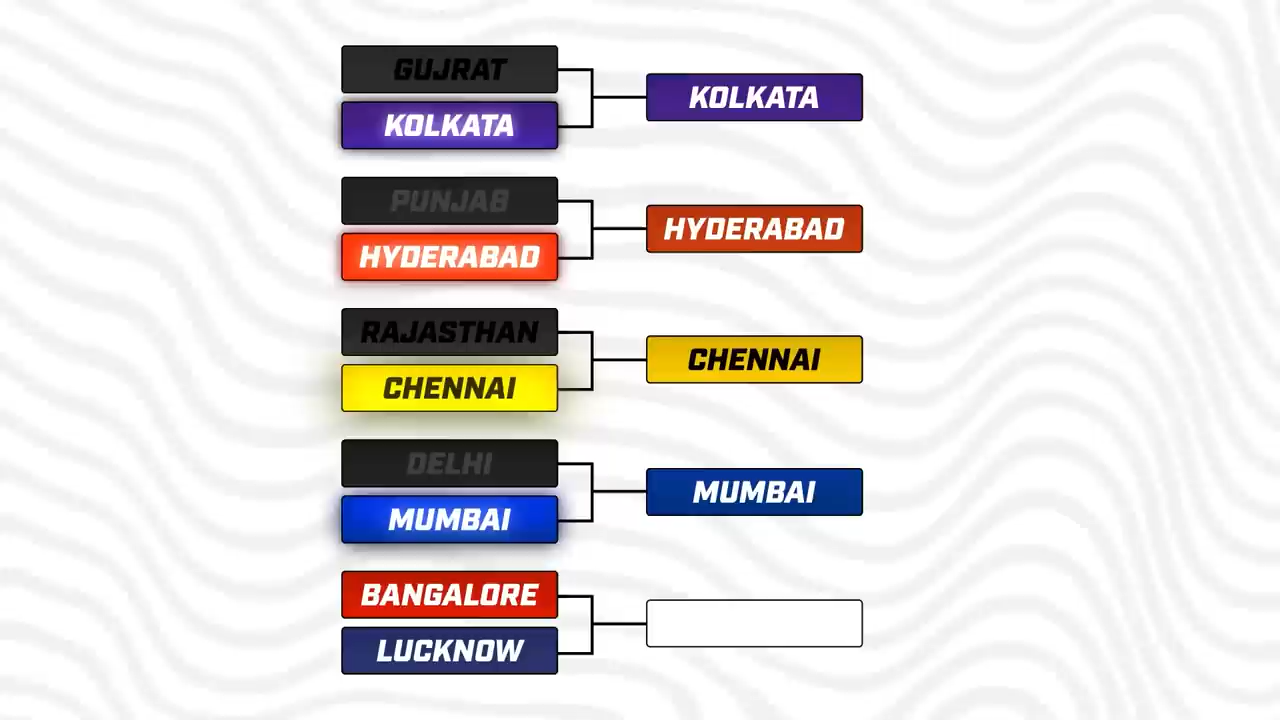 GUJRAT
KOLKATA
KOLKATA
PUNJAB
HYDERABAD
HYDERABAD
RAJASTHAN
CHENNAI
CHENNAI
DELHI
MUMBAI
MUMBAI
BANGALORE
LUCKNOW